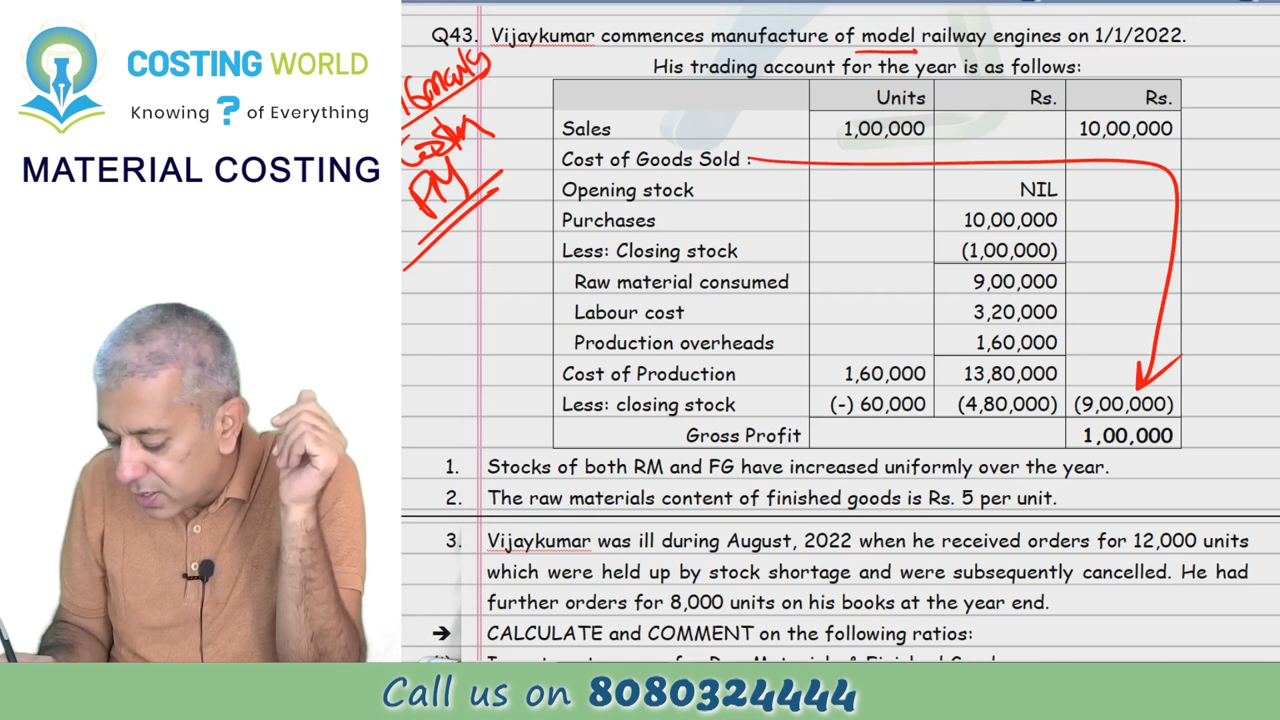 COSTING WORLD
Knowing ? of Everything
MATERIAL COSTING
Q43. Vijaykumar commences manufacture of model railway engines on 1/1/2022.
His trading account for the year is as follows:
Units Rs. Rs.
Sales 1,00,000 10,00,000
Cost of Goods Sold :
Opening stock NIL
Purchases 10,00,000
Less: Closing stock (1,00,000)
Raw material consumed 9,00,000
Labour cost 3,20,000
Production overheads 1,60,000
Cost of Production 1,60,000 13,80,000
Less: closing stock (-) 60,000 (4,80,000) (9,00,000)
Gross Profit 1,00,000
16marks
RM
1. Stocks of both RM and FG have increased uniformly over the year.
2. The raw materials content of finished goods is Rs. 5 per unit.
3. Vijaykumar was ill during August, 2022 when he received orders for 12,000 units
which were held up by stock shortage and were subsequently cancelled. He had
further orders for 8,000 units on his books at the year end.
➔ CALCULATE and COMMENT on the following ratios:
Call us on 8080324444